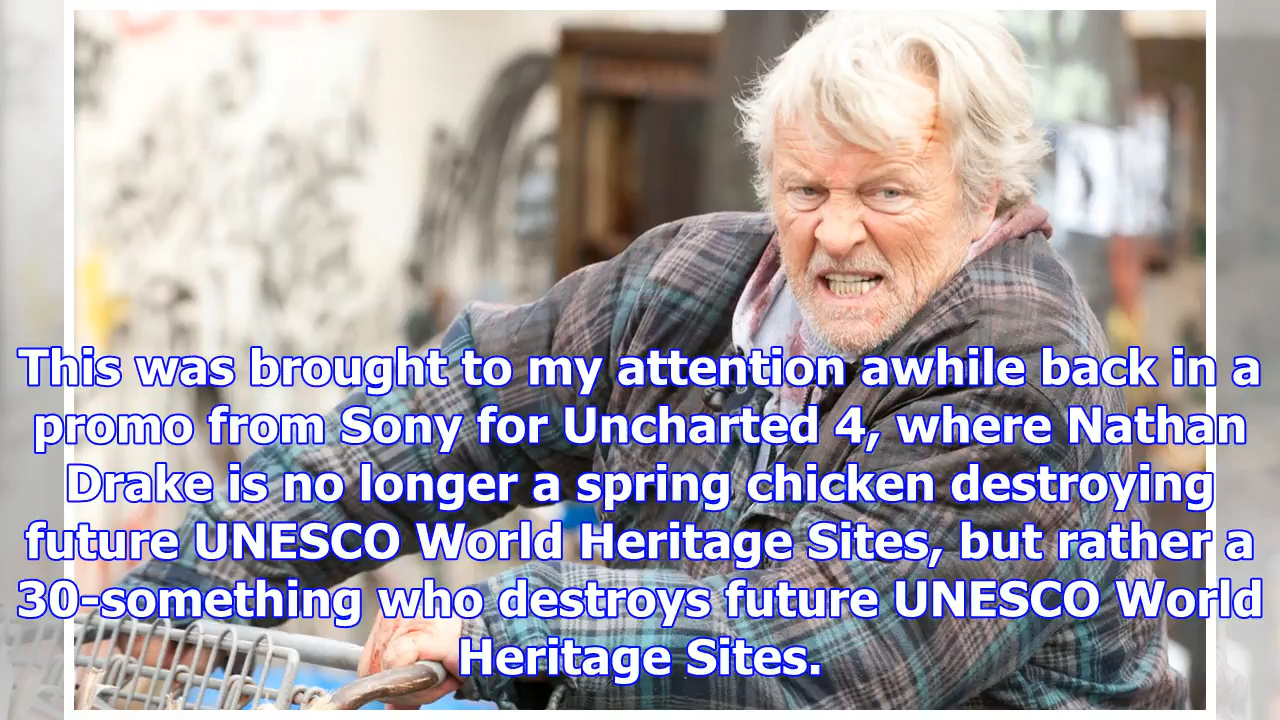 This was brought to my attention awhile back in a
promo from Sony for Uncharted 4, where Nathan
Drake is no longer a spring chicken destroying
future UNESCO World Heritage Sites, but rather a
30-something who destroys future UNESCO World
Heritage Sites.